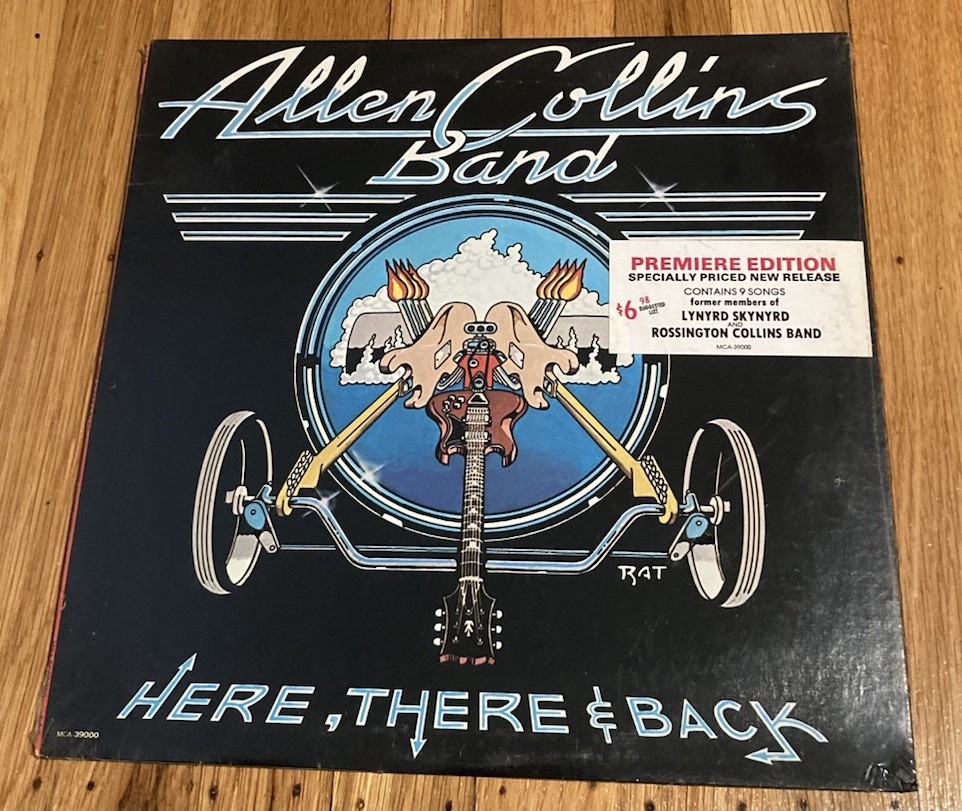 Allen Collins
Band
PREMIERE EDITION
SPECIALLY PRICED NEW RELEASE
CONTAINS 9 SONGS
$6.98 SUGGESTED LIST
former members of
LYNYRD SKYNYRD
AND
ROSSINGTON COLLINS BAND
MCA-39000
RAT
HERE, THERE & BACK
MCA-39000